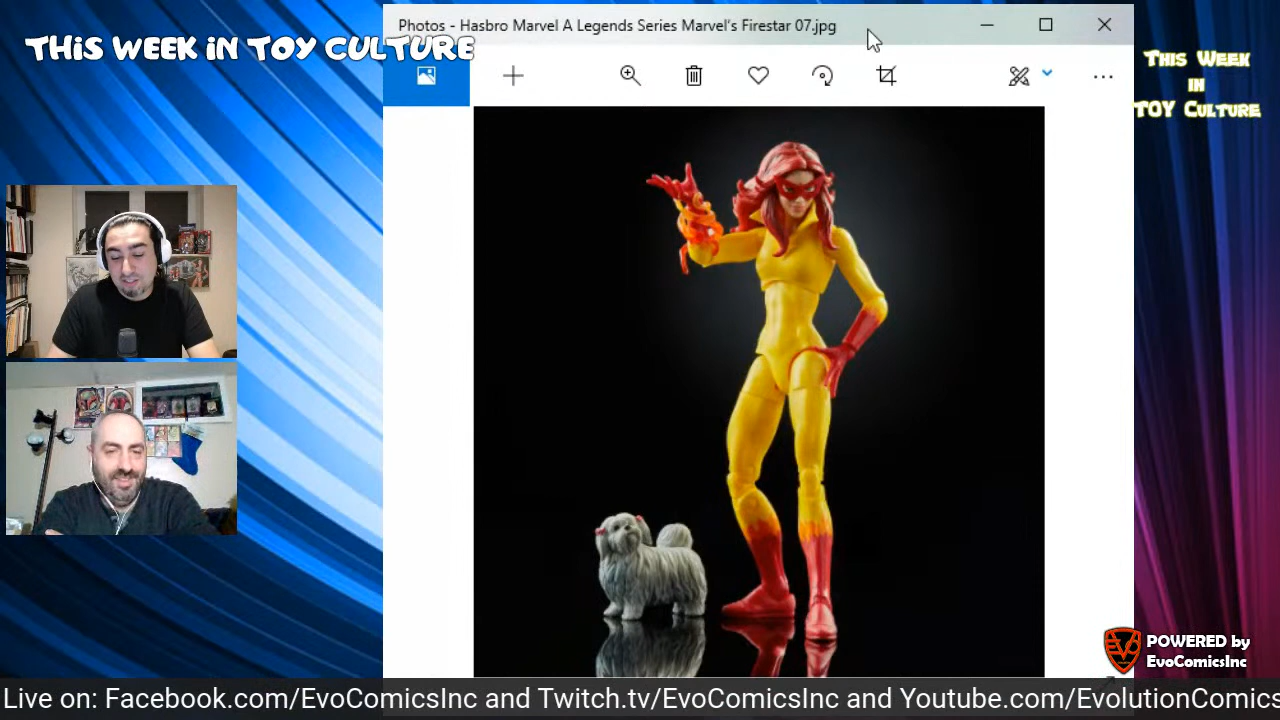 Photos - Hasbro Marvel A Legends Series Marvel's Firestar 07.jpg
THiS WEEK iN TOY CULTURE
This Week
in
TOY Culture
EVO
POWERED by
EvoComicsInc
Live on: Facebook.com/EvoComicsInc and Twitch.tv/EvoComicsInc and Youtube.com/EvolutionComics